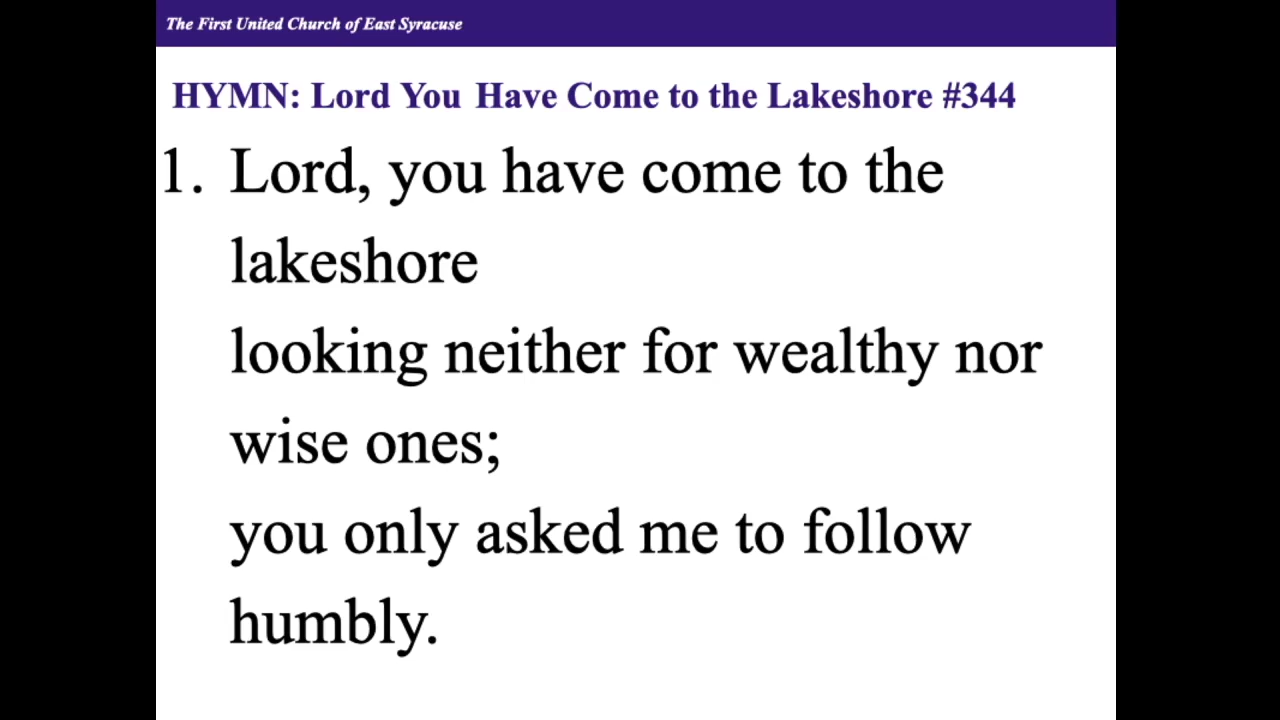 The First United Church of East Syracuse
HYMN: Lord You Have Come to the Lakeshore #344
1. Lord, you have come to the
lakeshore
looking neither for wealthy nor
wise ones;
you only asked me to follow
humbly.